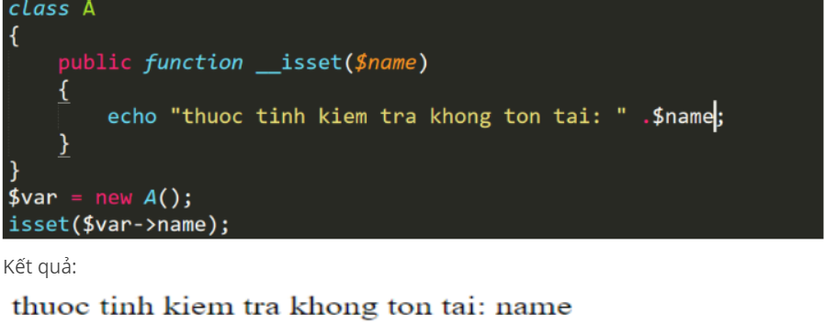 class A
{
public function __isset($name)
{
echo "thuoc tinh kiem tra khong ton tai: " .$name;
}
}
$var = new A();
isset($var->name);
Kết quả:
thuoc tinh kiem tra khong ton tai: name